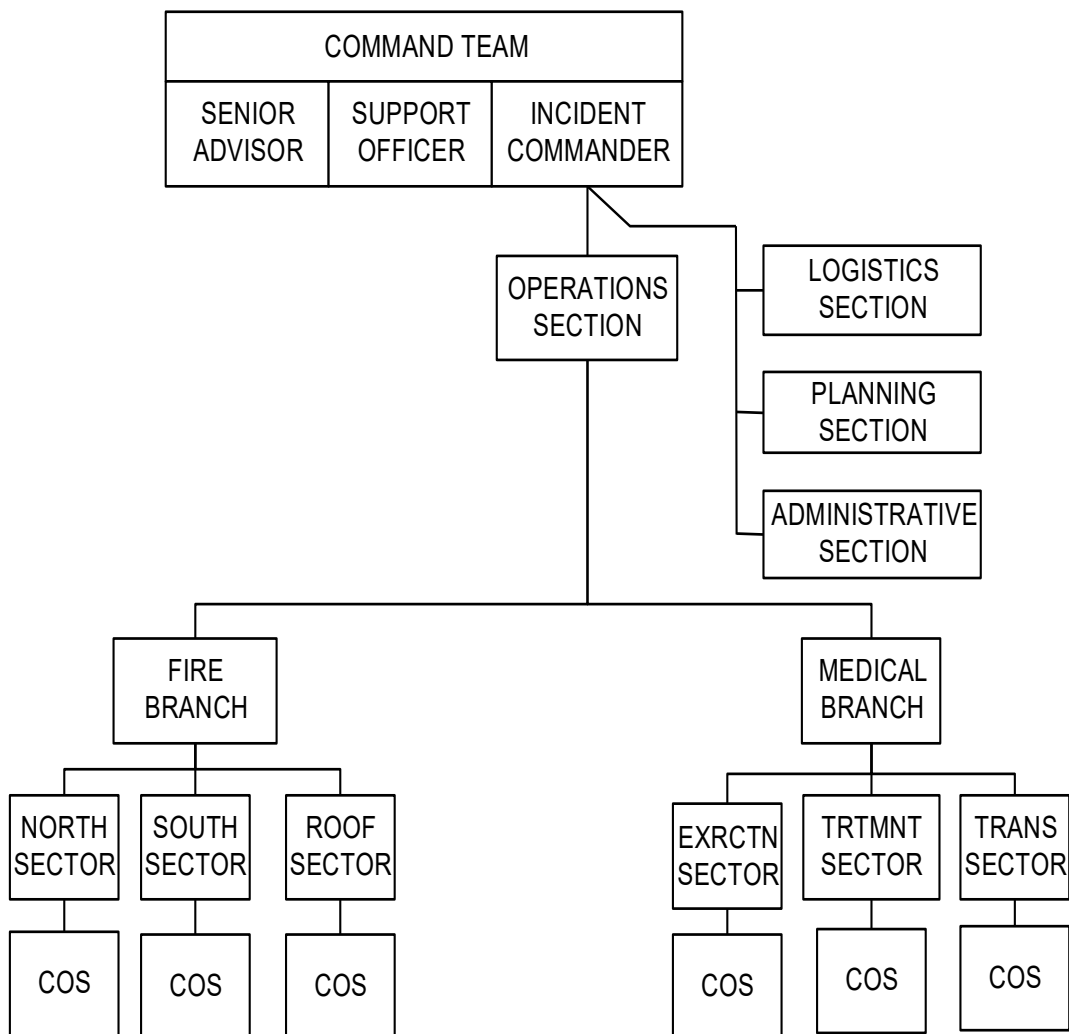 COMMAND TEAM
SENIOR
ADVISOR
SUPPORT
OFFICER
INCIDENT
COMMANDER
OPERATIONS
SECTION
LOGISTICS
SECTION
PLANNING
SECTION
ADMINISTRATIVE
SECTION
FIRE
BRANCH
MEDICAL
BRANCH
NORTH
SECTOR
SOUTH
SECTOR
ROOF
SECTOR
EXRCTN
SECTOR
TRTMNT
SECTOR
TRANS
SECTOR
COS
COS
COS
COS
COS
COS